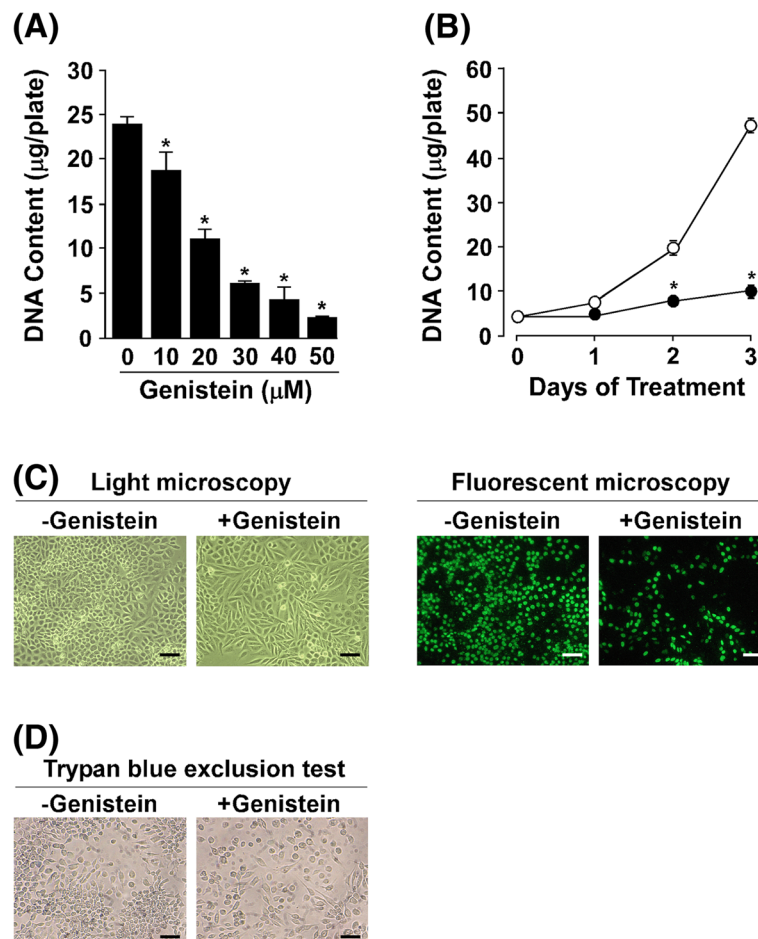 (A)
DNA Content (μg/plate)
30
25
20
15
10
5
0
*
*
*
*
*
0 10 20 30 40 50
Genistein (μM)
(B)
DNA Content (μg/plate)
60
50
40
20
10
0
*
*
0 1 2 3
Days of Treatment
(C)
Light microscopy
-Genistein +Genistein
Fluorescent microscopy
-Genistein +Genistein
(D)
Trypan blue exclusion test
-Genistein +Genistein